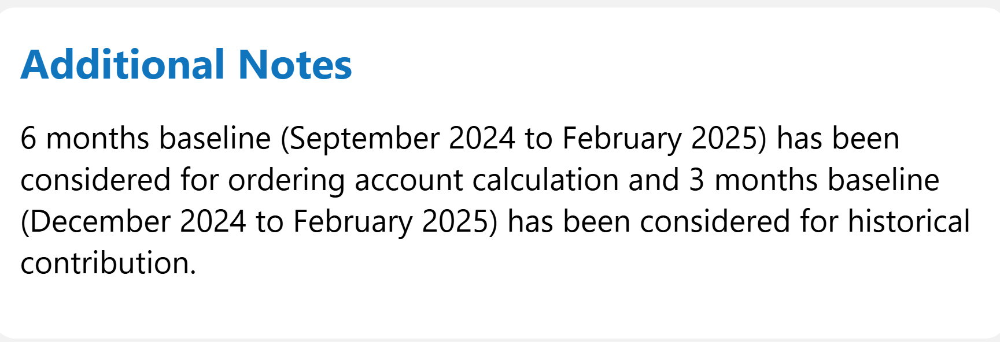 Additional Notes
6 months baseline (September 2024 to February 2025) has been
considered for ordering account calculation and 3 months baseline
(December 2024 to February 2025) has been considered for historical
contribution.